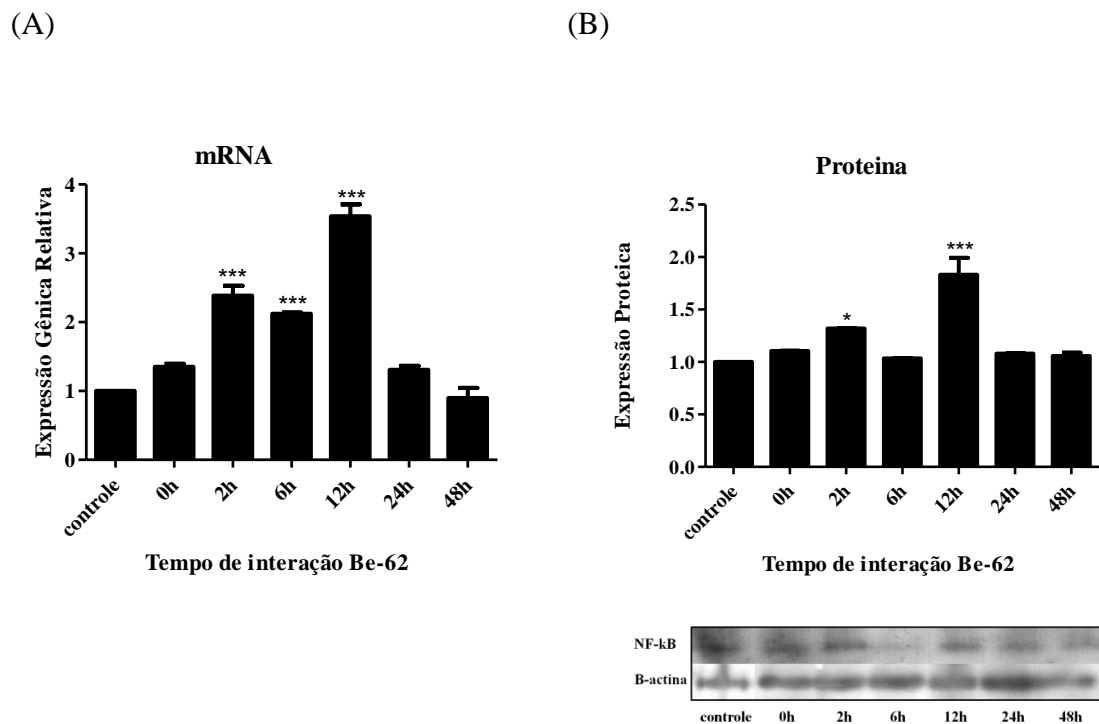 (A)
mRNA
Expressão Gênica Relativa
4
3
2
1
0
***
***
***
controle
0h
2h
6h
12h
24h
48h
Tempo de interação Be-62
(B)
Proteina
Expressão Proteica
2.5
2.0
1.5
1.0
0.5
0.0
*
***
controle
0h
2h
6h
12h
24h
48h
Tempo de interação Be-62
NF-kB
B-actina
controle 0h 2h 6h 12h 24h 48h